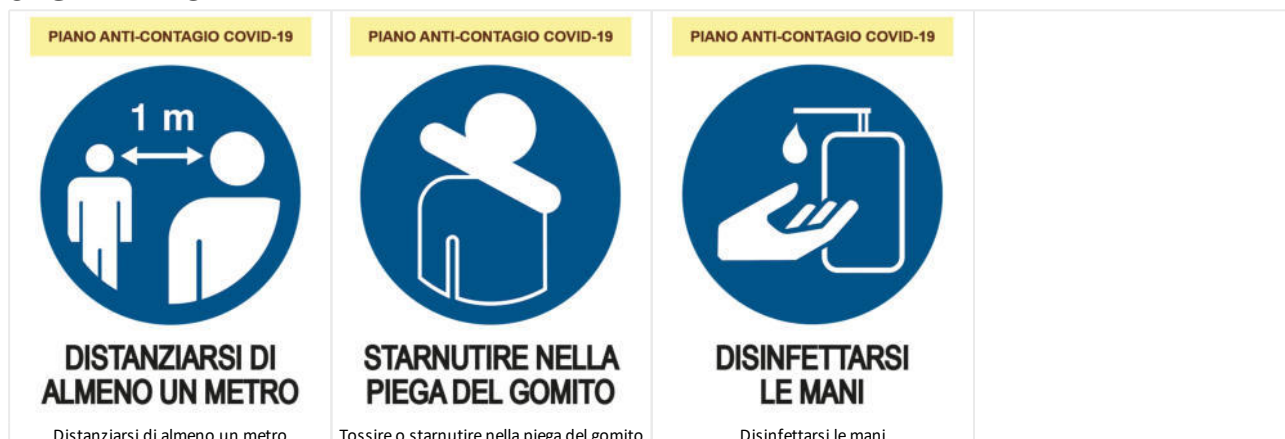 PIANO ANTI-CONTAGIO COVID-19
1 m
DISTANZIARSI DI
ALMENO UN METRO
Distanziarsi di almeno un metro
PIANO ANTI-CONTAGIO COVID-19
STARNUTIRE NELLA
PIEGA DEL GOMITO
Tossire o starnutire nella piega del gomito
PIANO ANTI-CONTAGIO COVID-19
DISINFETTARSI
LE MANI
Disinfettarsi le mani